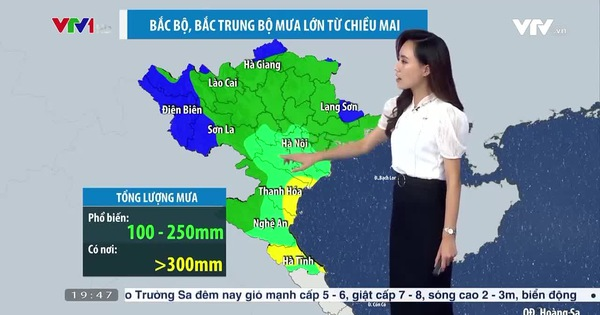 VTV1 HD
BẮC BỘ, BẮC TRUNG BỘ MƯA LỚN TỪ CHIỀU MAI
VTV.vn
Hà Giang
Lào Cai
Lạng Sơn
Điện Biên
Sơn La
Hà Nội
Đ.Bạch Lor
Thanh Hóa
TỔNG LƯỢNG MƯA
Phổ biến:
100 - 250mm
Có nơi:
>300mm
Nghệ An
Hà Tĩnh
19:47
o Trường Sa đêm nay gió mạnh cấp 5 - 6, giật cấp 7 - 8, sóng cao 2 - 3m, biển động
Đ.Cồn Cỏ
QĐ. Hoàng Sa